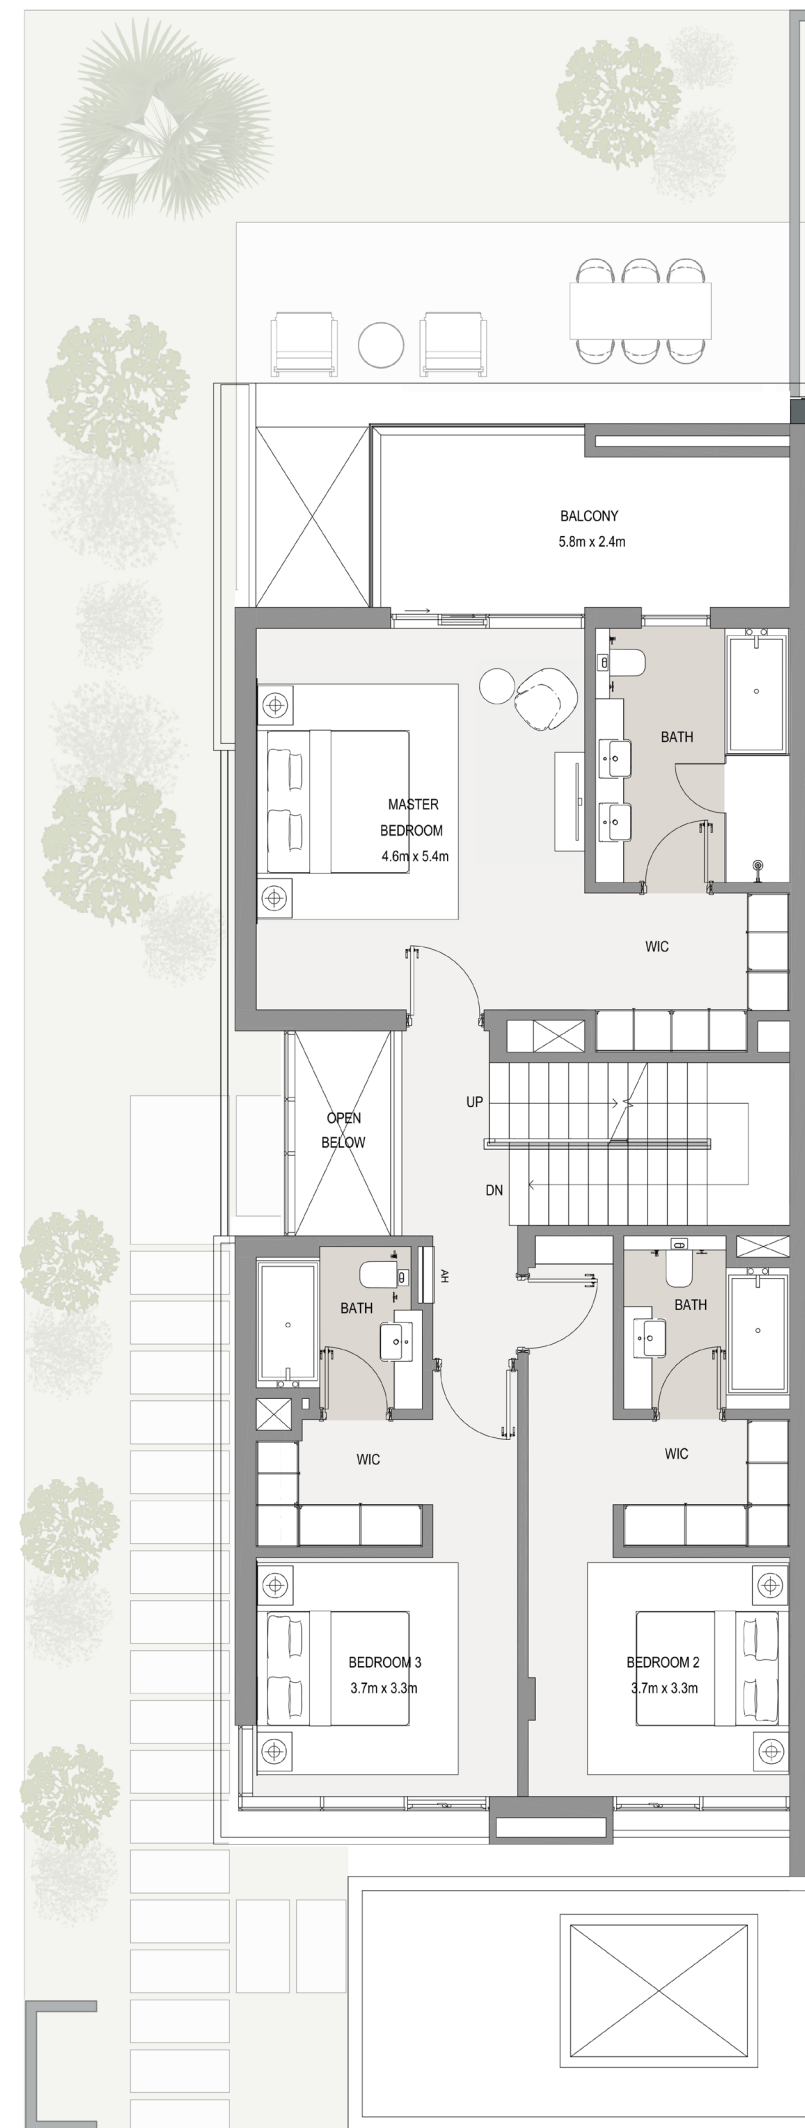 BALCONY
5.8m x 2.4m
BATH
MASTER
BEDROOM
4.6m x 5.4m
WIC
UP
OPEN
BELOW
DN
AH
BATH
BATH
WIC
WIC
BEDROOM 3
3.7m x 3.3m
BEDROOM 2
3.7m x 3.3m